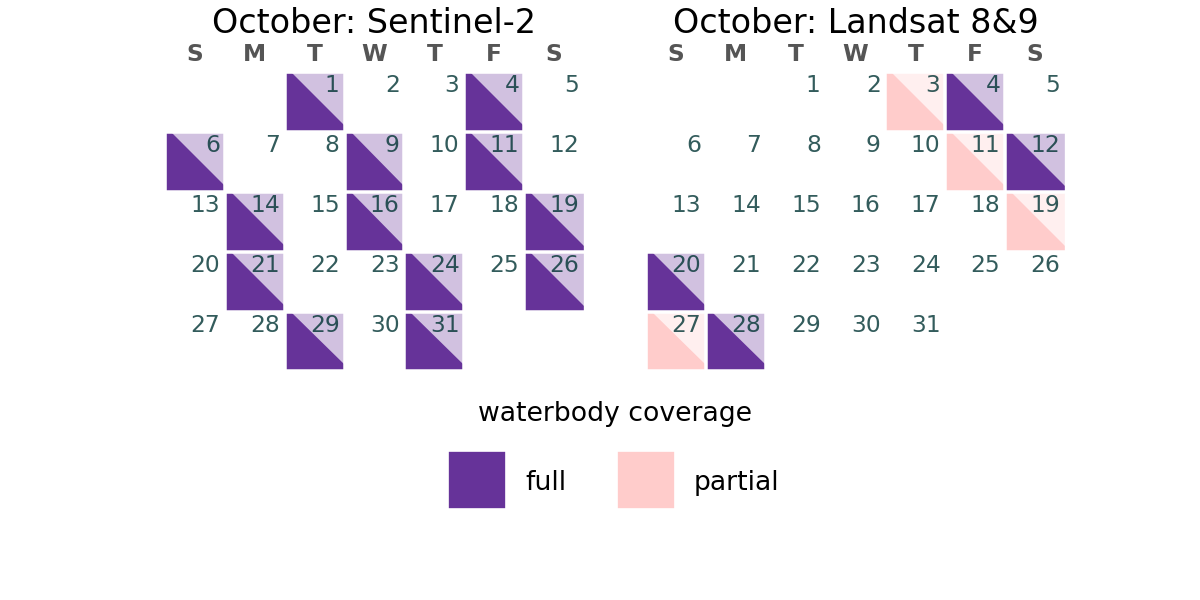 October: Sentinel-2
S M T W T F S
1 2 3 4 5
6 7 8 9 10 11 12
13 14 15 16 17 18 19
20 21 22 23 24 25 26
27 28 29 30 31
October: Landsat 8&9
S M T W T F S
1 2 3 4 5
6 7 8 9 10 11 12
13 14 15 16 17 18 19
20 21 22 23 24 25 26
27 28 29 30 31
waterbody coverage
full partial